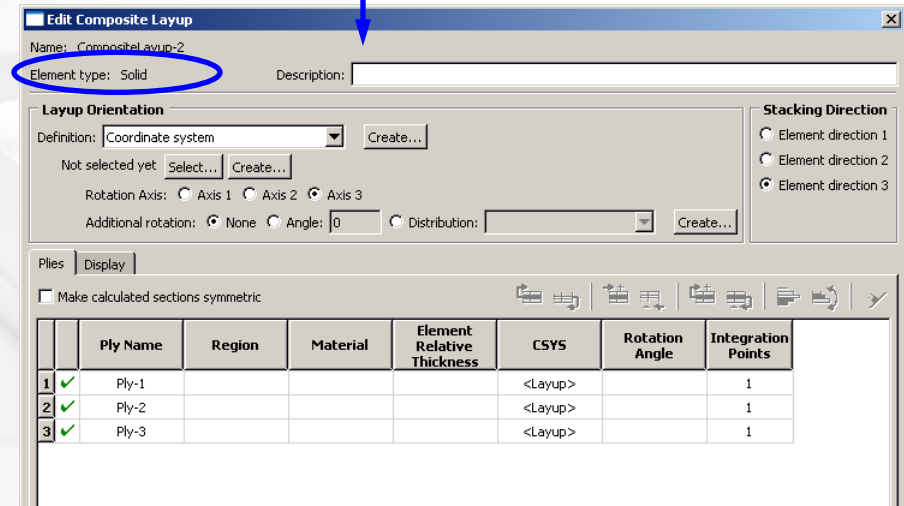 Edit Composite Layup
Name: CompositeLayup-2
Element type: Solid Description:
Layup Orientation
Definition: Coordinate system Create...
Not selected yet Select... Create...
Rotation Axis: Axis 1 Axis 2 Axis 3
Additional rotation: None Angle: 0 Distribution: Create...
Stacking Direction
Element direction 1
Element direction 2
Element direction 3
Plies Display
Make calculated sections symmetric
Ply Name Region Material Element Relative Thickness CSYS Rotation Angle Integration Points
1 Ply-1 <Layup> 1
2 Ply-2 <Layup> 1
3 Ply-3 <Layup> 1